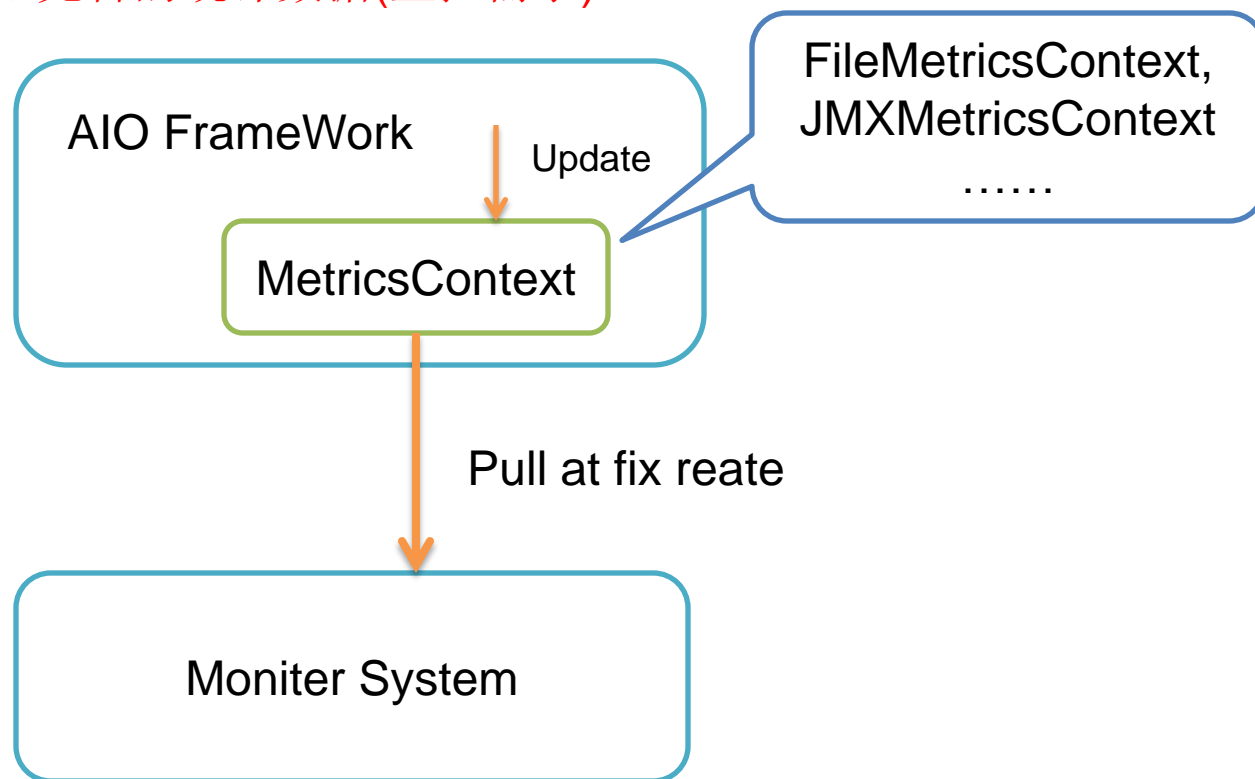 AIO FrameWork
Update
FileMetricsContext,
JMXMetricsContext
……
MetricsContext
Pull at fix reate
Moniter System